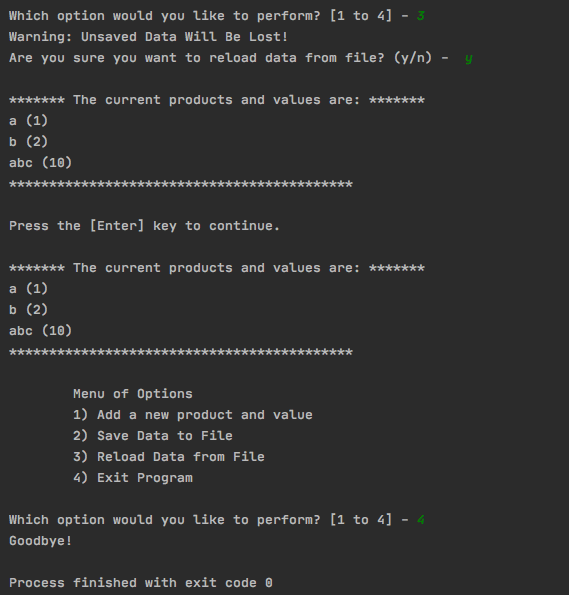 Which option would you like to perform? [1 to 4] - 3
Warning: Unsaved Data Will Be Lost!
Are you sure you want to reload data from file? (y/n) -  y
******* The current products and values are: *******
a (1)
b (2)
abc (10)
*******************************************
Press the [Enter] key to continue.
******* The current products and values are: *******
a (1)
b (2)
abc (10)
*******************************************
Menu of Options
1) Add a new product and value
2) Save Data to File
3) Reload Data from File
4) Exit Program
Which option would you like to perform? [1 to 4] - 4
Goodbye!
Process finished with exit code 0